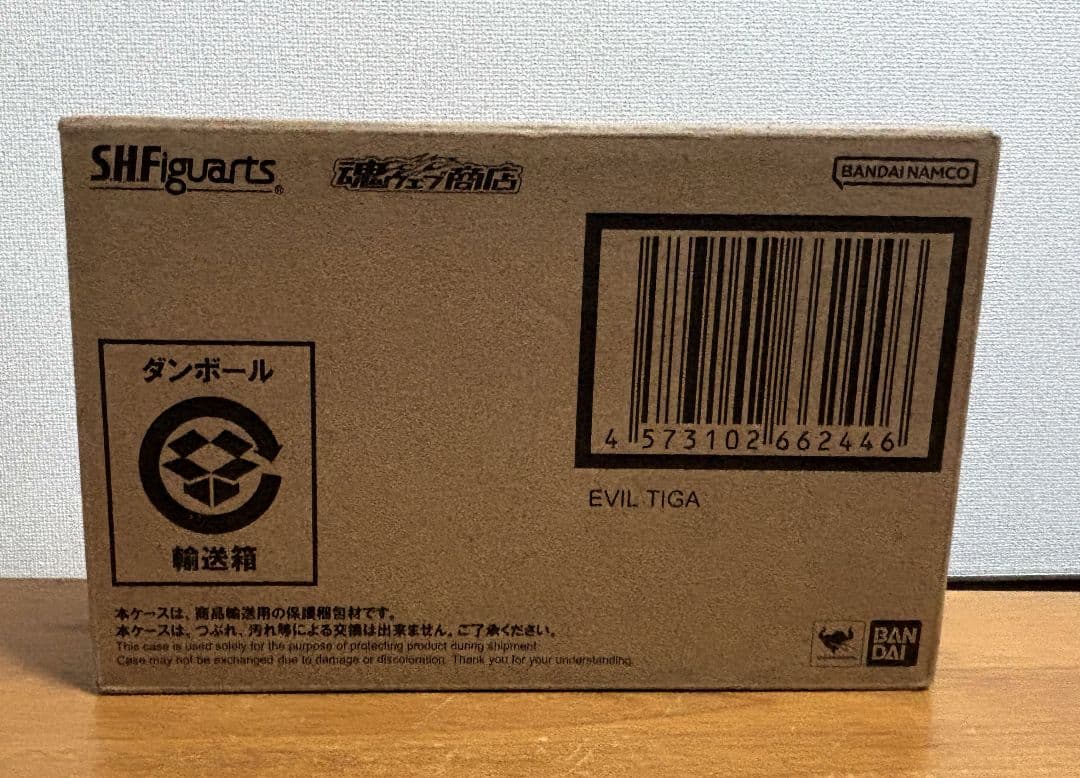 S.H.Figuarts®
魂ウェブ商店
BANDAI NAMCO
4 573102 662446
EVIL TIGA
ダンボール
輸送箱
本ケースは、商品輸送用の保護梱包材です。
本ケースは、つぶれ、汚れ等による交換は出来ません。ご了承ください。
This case is used solely for the purpose of protecting product during shipment.
Case may not be exchanged due to damage or discoloration. Thank you for your understanding.
BAN
DAI